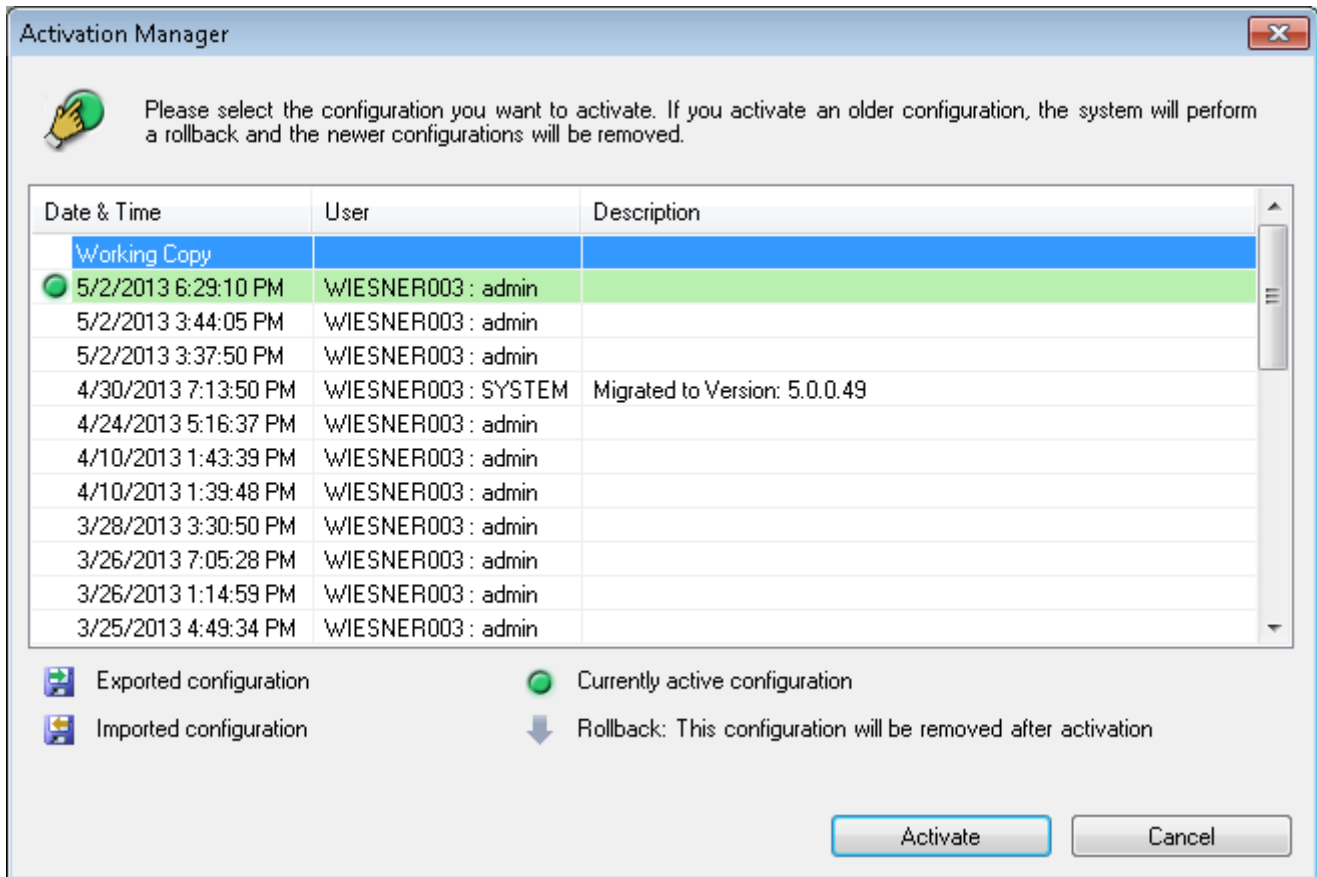 Activation Manager
Please select the configuration you want to activate. If you activate an older configuration, the system will perform
a rollback and the newer configurations will be removed.
Date & Time User Description
Working Copy
5/2/2013 6:29:10 PM WIESNER003 : admin
5/2/2013 3:44:05 PM WIESNER003 : admin
5/2/2013 3:37:50 PM WIESNER003 : admin
4/30/2013 7:13:50 PM WIESNER003 : SYSTEM Migrated to Version: 5.0.0.49
4/24/2013 5:16:37 PM WIESNER003 : admin
4/10/2013 1:43:39 PM WIESNER003 : admin
4/10/2013 1:39:48 PM WIESNER003 : admin
3/28/2013 3:30:50 PM WIESNER003 : admin
3/26/2013 7:05:28 PM WIESNER003 : admin
3/26/2013 1:14:59 PM WIESNER003 : admin
3/25/2013 4:49:34 PM WIESNER003 : admin
Exported configuration Currently active configuration
Imported configuration Rollback: This configuration will be removed after activation
Activate Cancel